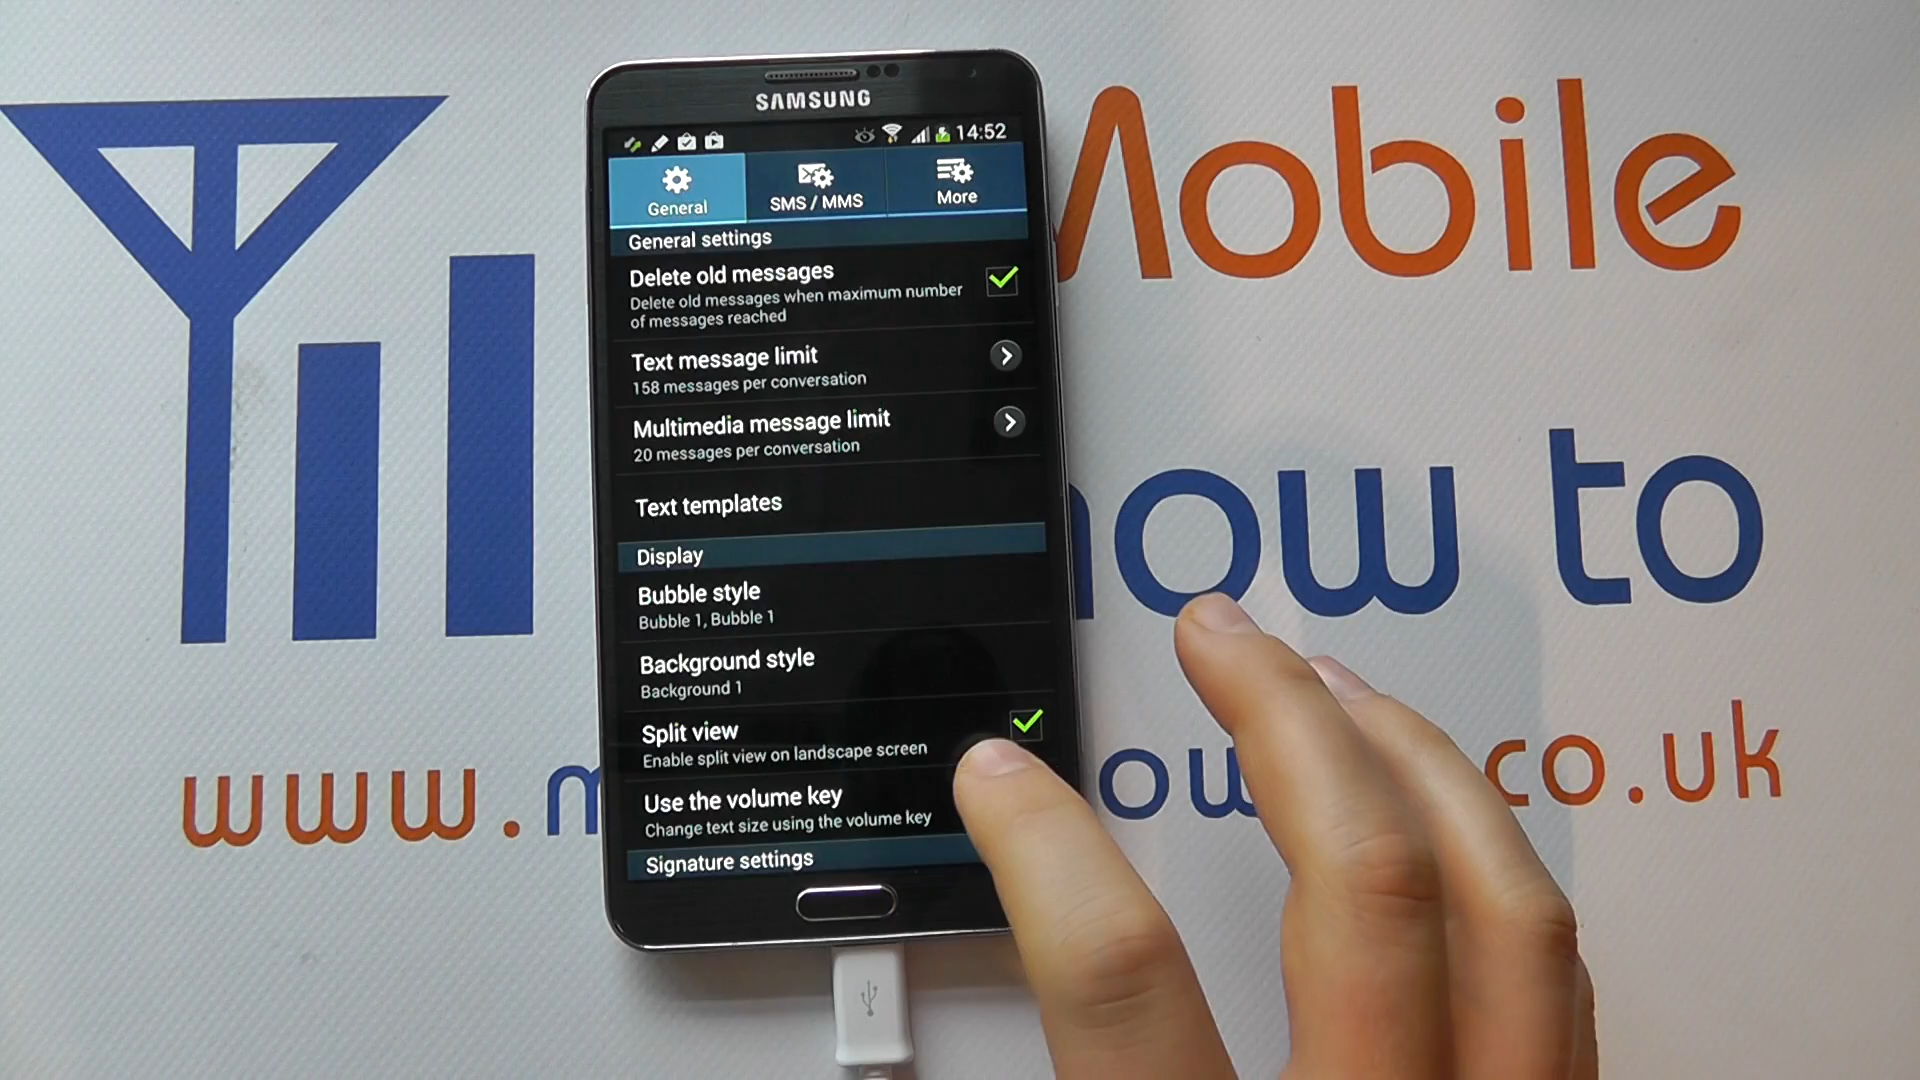 Mobile
SAMSUNG
14:52
General
SMS / MMS
More
General settings
Delete old messages
Delete old messages when maximum number
of messages reached
Text message limit
158 messages per conversation
Multimedia message limit
20 messages per conversation
Text templates
Display
Bubble style
Bubble 1, Bubble 1
Background style
Background 1
Split view
Enable split view on landscape screen
Use the volume key
Change text size using the volume key
Signature settings
how to
www.m ow .co.uk